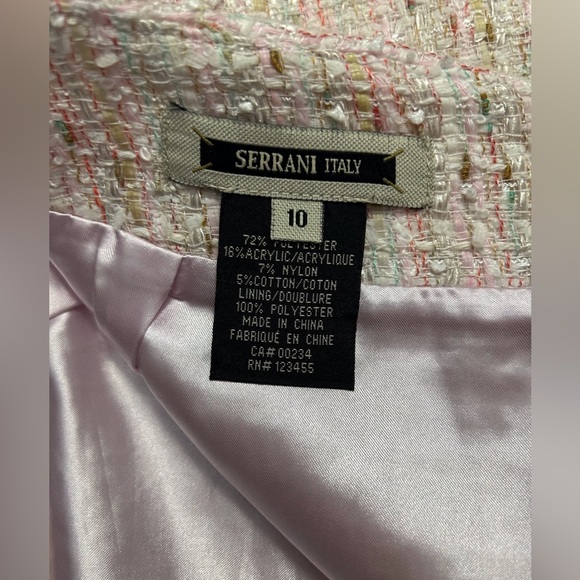 SERRANI ITALY
10
72% POLYESTER
16%ACRYLIC/ACRYLIQUE
7% NYLON
5%COTTON/COTON
LINING/DOUBLURE
100% POLYESTER
MADE IN CHINA
FABRIQUÉ EN CHINE
CA# 00234
RN# 123455